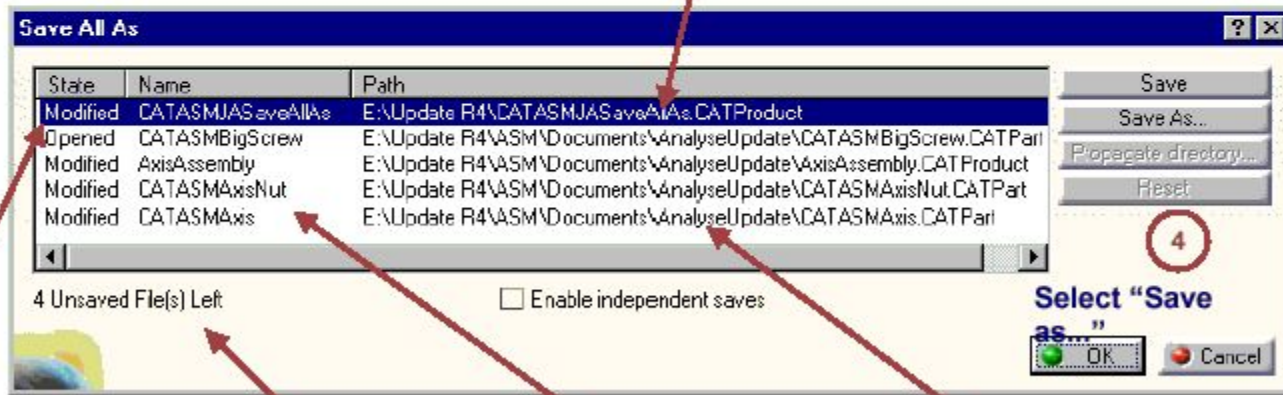 Save All As
State Name Path
Modified CATASMJASaveAllAs E:\Update R4\CATASMJASaveAllAs.CATProduct
Opened CATASMBigScrew E:\Update R4\ASM\Documents\AnalyseUpdate\CATASMBigScrew.CATPart
Modified AxisAssembly E:\Update R4\ASM\Documents\AnalyseUpdate\AxisAssembly.CATProduct
Modified CATASMAxisNut E:\Update R4\ASM\Documents\AnalyseUpdate\CATASMAxisNut.CATPart
Modified CATASMAxis E:\Update R4\ASM\Documents\AnalyseUpdate\CATASMAxis.CATPart
Save
Save As...
Propagate directory...
Reset
4
4 Unsaved File(s) Left
Enable independent saves
Select “Save
as...”
OK
Cancel